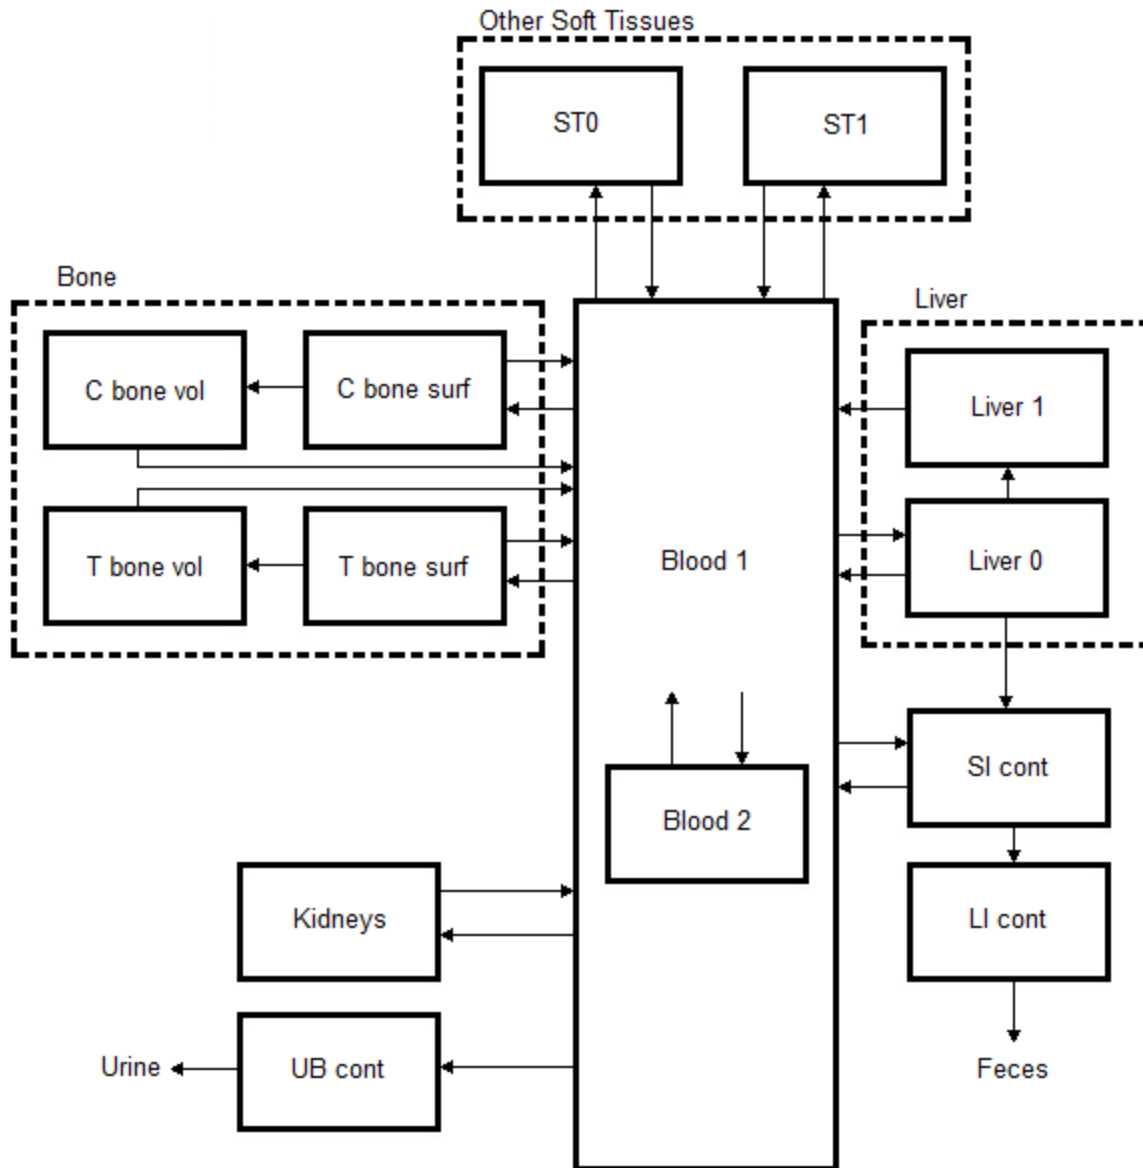 Other Soft Tissues
ST0
ST1
Bone
Liver
C bone vol
C bone surf
Liver 1
T bone vol
T bone surf
Blood 1
Liver 0
SI cont
Blood 2
Kidneys
LI cont
Urine
UB cont
Feces